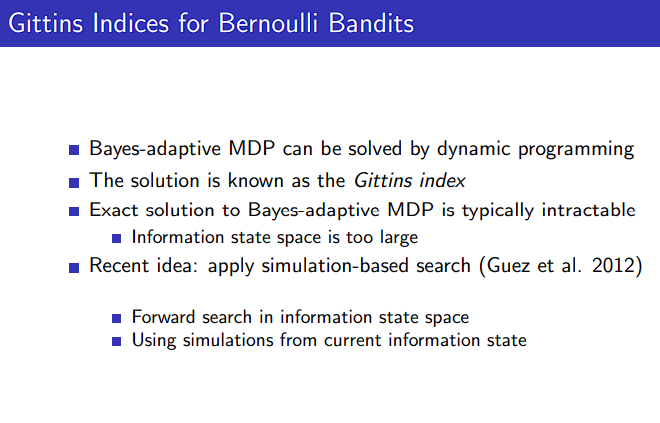 Gittins Indices for Bernoulli Bandits
Bayes-adaptive MDP can be solved by dynamic programming
The solution is known as the Gittins index
Exact solution to Bayes-adaptive MDP is typically intractable
Information state space is too large
Recent idea: apply simulation-based search (Guez et al. 2012)
Forward search in information state space
Using simulations from current information state